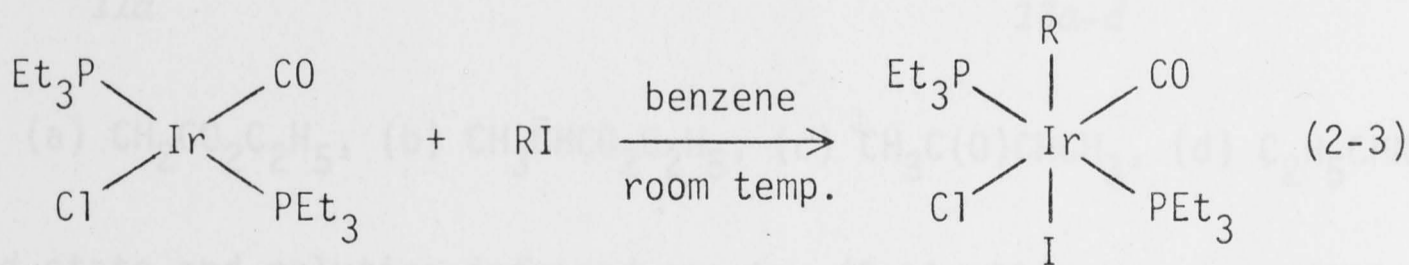 R
Et3P CO benzene Et3P CO
Ir + RI Ir (2-3)
Cl PEt3 room temp. Cl PEt3
I